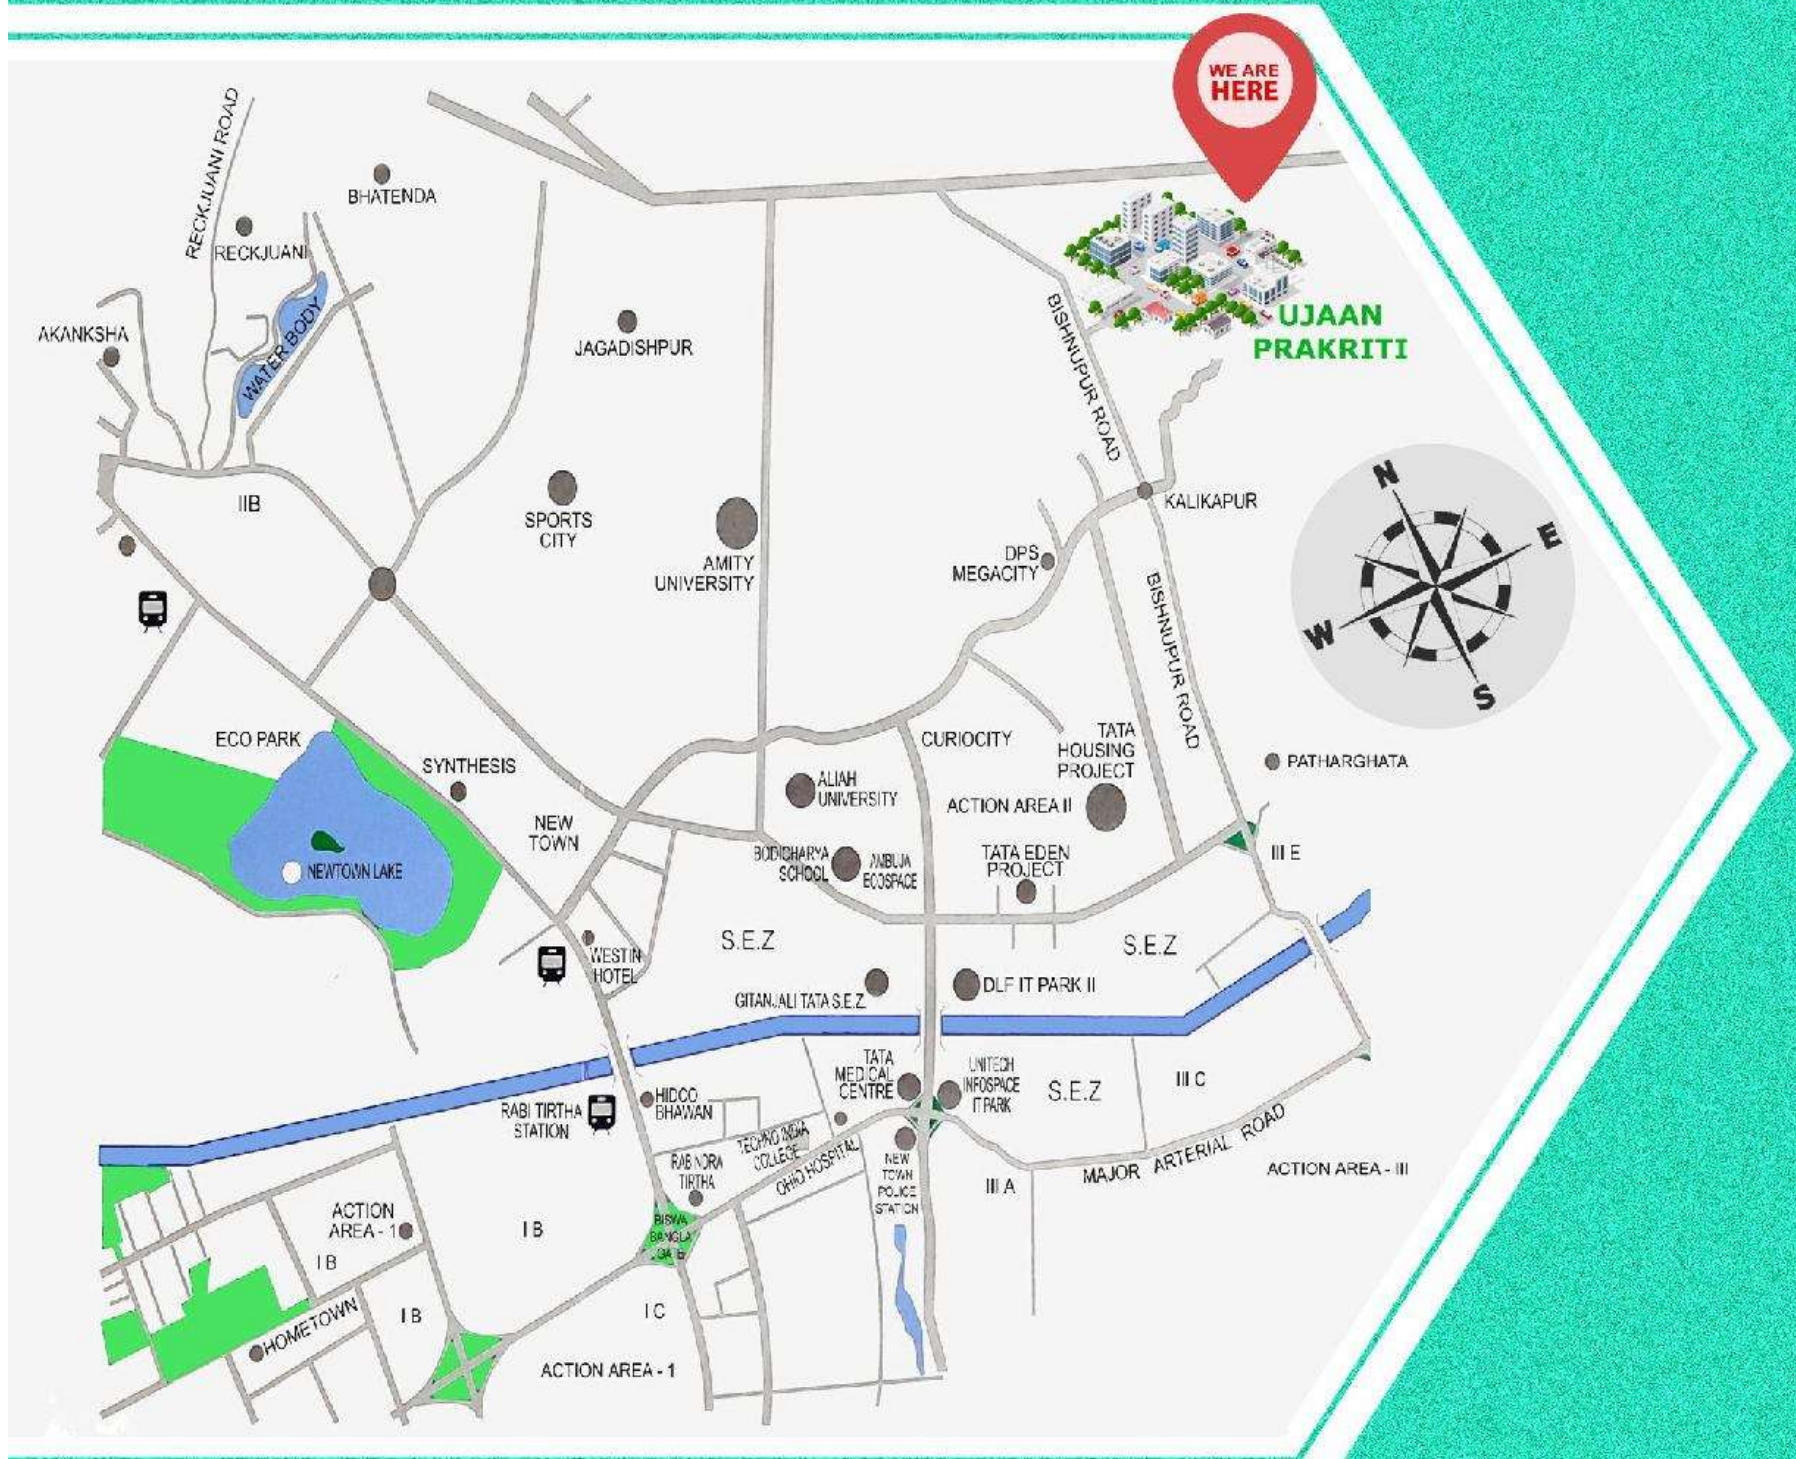 WE ARE
HERE
RECKJUANI ROAD
BHATENDA
RECKJUANI
WATER BODY
AKANKSHA
JAGADISHPUR
UJAAN
PRAKRITI
BISHNUPUR ROAD
IIB
SPORTS
CITY
AMITY
UNIVERSITY
KALIKAPUR
DPS
MEGACITY
N
E
W
S
BISHNUPUR ROAD
ECO PARK
SYNTHESIS
CURIOCITY
TATA
HOUSING
PROJECT
PATHARGHATA
ALIAH
UNIVERSITY
ACTION AREA II
NEW
TOWN
NEWTOWN LAKE
BODICHARYA
SCHOOL
AMBUJA
ECOSPACE
TATA EDEN
PROJECT
III E
S.E.Z
S.E.Z
WESTIN
HOTEL
GITANJALI TATA S.E.Z.
DLF IT PARK II
TATA
MEDICAL
CENTRE
UNITECH
INFOSPACE
IT PARK
S.E.Z
III C
RABI TIRTHA
STATION
HIDCO
BHAWAN
TECHNO INDIA
COLLEGE
OHIO HOSPITAL
RABINDRA
TIRTHA
NEW
TOWN
POLICE
STATION
III A
MAJOR ARTERIAL ROAD
ACTION AREA - III
ACTION
AREA - 1
I B
I B
BISWA
BANGLA
GATE
I B
I C
HOMETOWN
ACTION AREA - 1